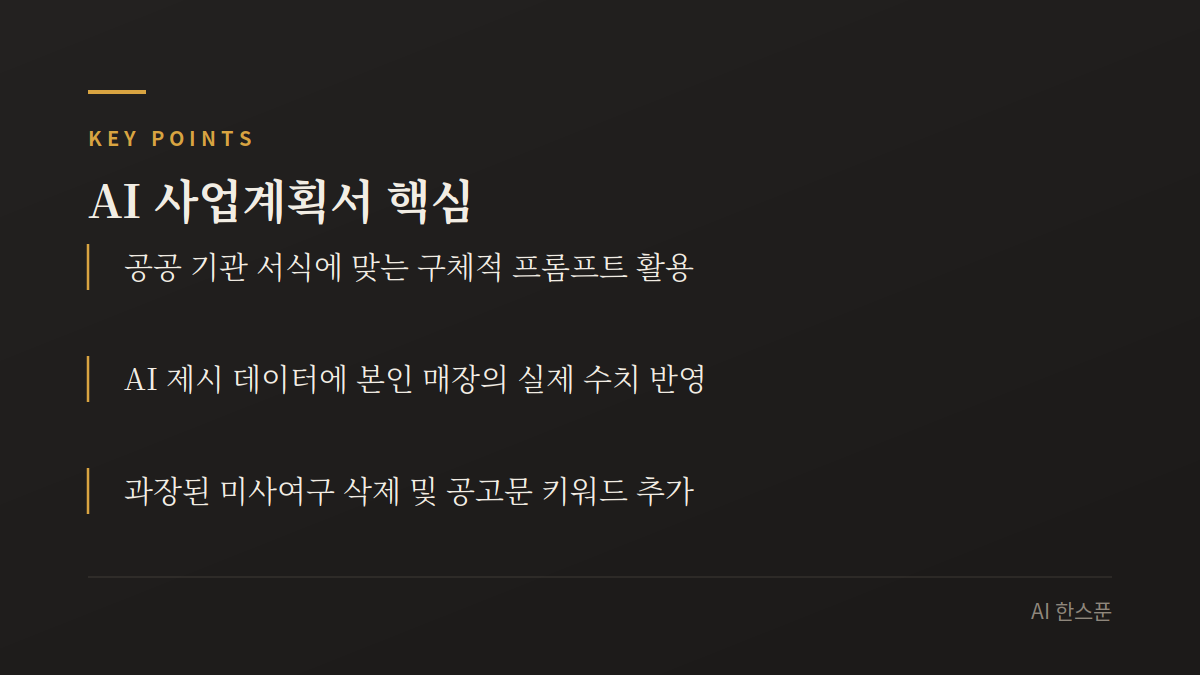 KEY POINTS
AI 사업계획서 핵심
공공 기관 서식에 맞는 구체적 프롬프트 활용
AI 제시 데이터에 본인 매장의 실제 수치 반영
과장된 미사여구 삭제 및 공고문 키워드 추가
AI 한스푼